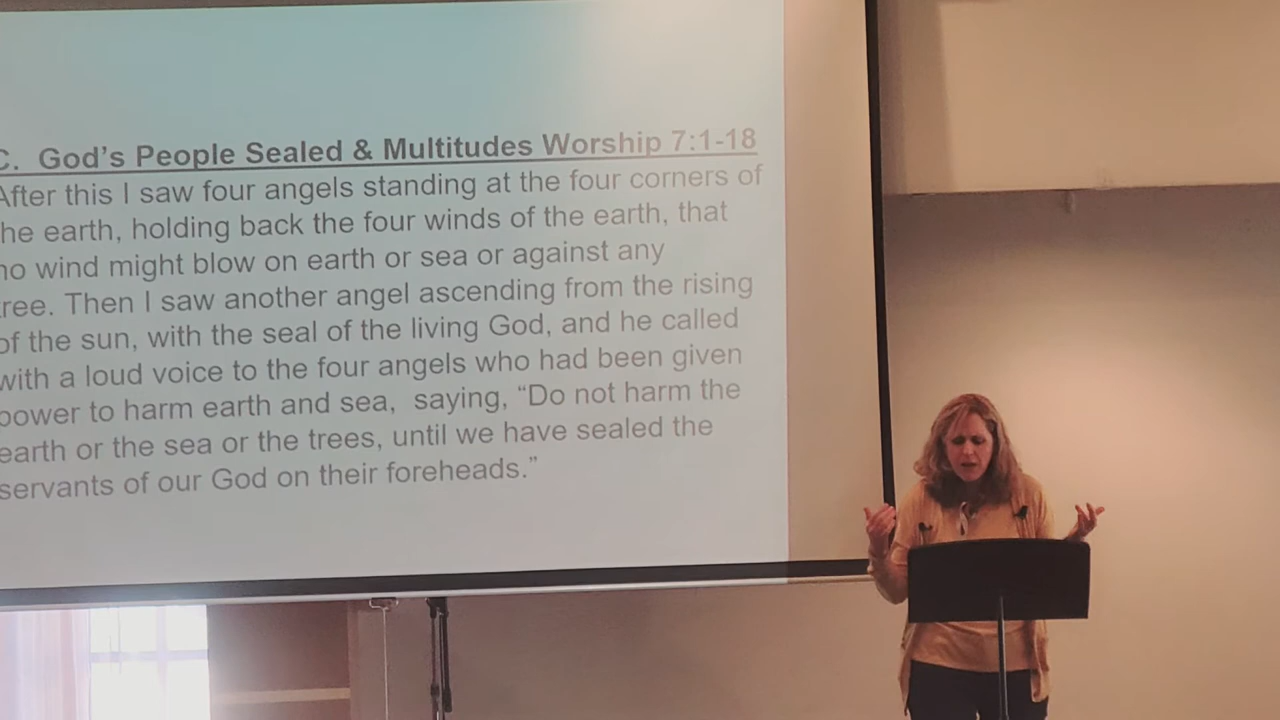 C. God's People Sealed & Multitudes Worship 7:1-18
After this I saw four angels standing at the four corners of
the earth, holding back the four winds of the earth, that
no wind might blow on earth or sea or against any
tree. Then I saw another angel ascending from the rising
of the sun, with the seal of the living God, and he called
with a loud voice to the four angels who had been given
power to harm earth and sea, saying, “Do not harm the
earth or the sea or the trees, until we have sealed the
servants of our God on their foreheads.”